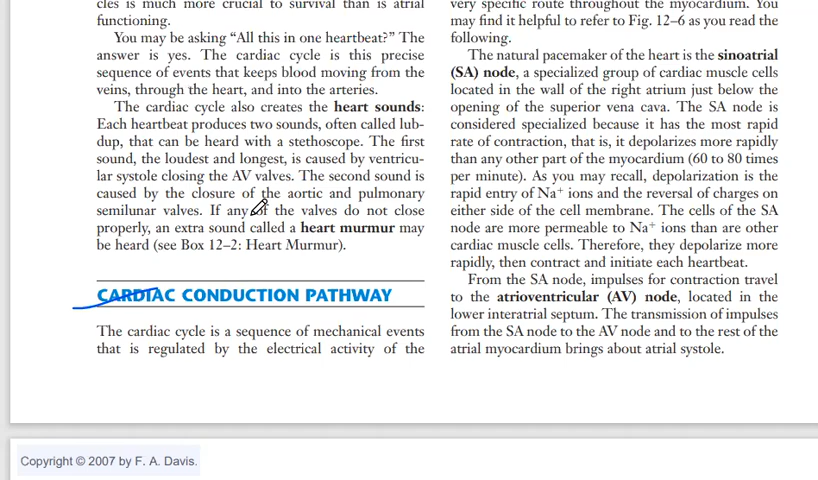 cles is much more crucial to survival than is atrial
functioning.
You may be asking “All this in one heartbeat?” The
answer is yes. The cardiac cycle is this precise
sequence of events that keeps blood moving from the
veins, through the heart, and into the arteries.
The cardiac cycle also creates the heart sounds:
Each heartbeat produces two sounds, often called lub-
dup, that can be heard with a stethoscope. The first
sound, the loudest and longest, is caused by ventricu-
lar systole closing the AV valves. The second sound is
caused by the closure of the aortic and pulmonary
semilunar valves. If any of the valves do not close
properly, an extra sound called a heart murmur may
be heard (see Box 12–2: Heart Murmur).
CARDIAC CONDUCTION PATHWAY
The cardiac cycle is a sequence of mechanical events
that is regulated by the electrical activity of the
very specific route throughout the myocardium. You
may find it helpful to refer to Fig. 12–6 as you read the
following.
The natural pacemaker of the heart is the sinoatrial
(SA) node, a specialized group of cardiac muscle cells
located in the wall of the right atrium just below the
opening of the superior vena cava. The SA node is
considered specialized because it has the most rapid
rate of contraction, that is, it depolarizes more rapidly
than any other part of the myocardium (60 to 80 times
per minute). As you may recall, depolarization is the
rapid entry of Na⁺ ions and the reversal of charges on
either side of the cell membrane. The cells of the SA
node are more permeable to Na⁺ ions than are other
cardiac muscle cells. Therefore, they depolarize more
rapidly, then contract and initiate each heartbeat.
From the SA node, impulses for contraction travel
to the atrioventricular (AV) node, located in the
lower interatrial septum. The transmission of impulses
from the SA node to the AV node and to the rest of the
atrial myocardium brings about atrial systole.
Copyright © 2007 by F. A. Davis.